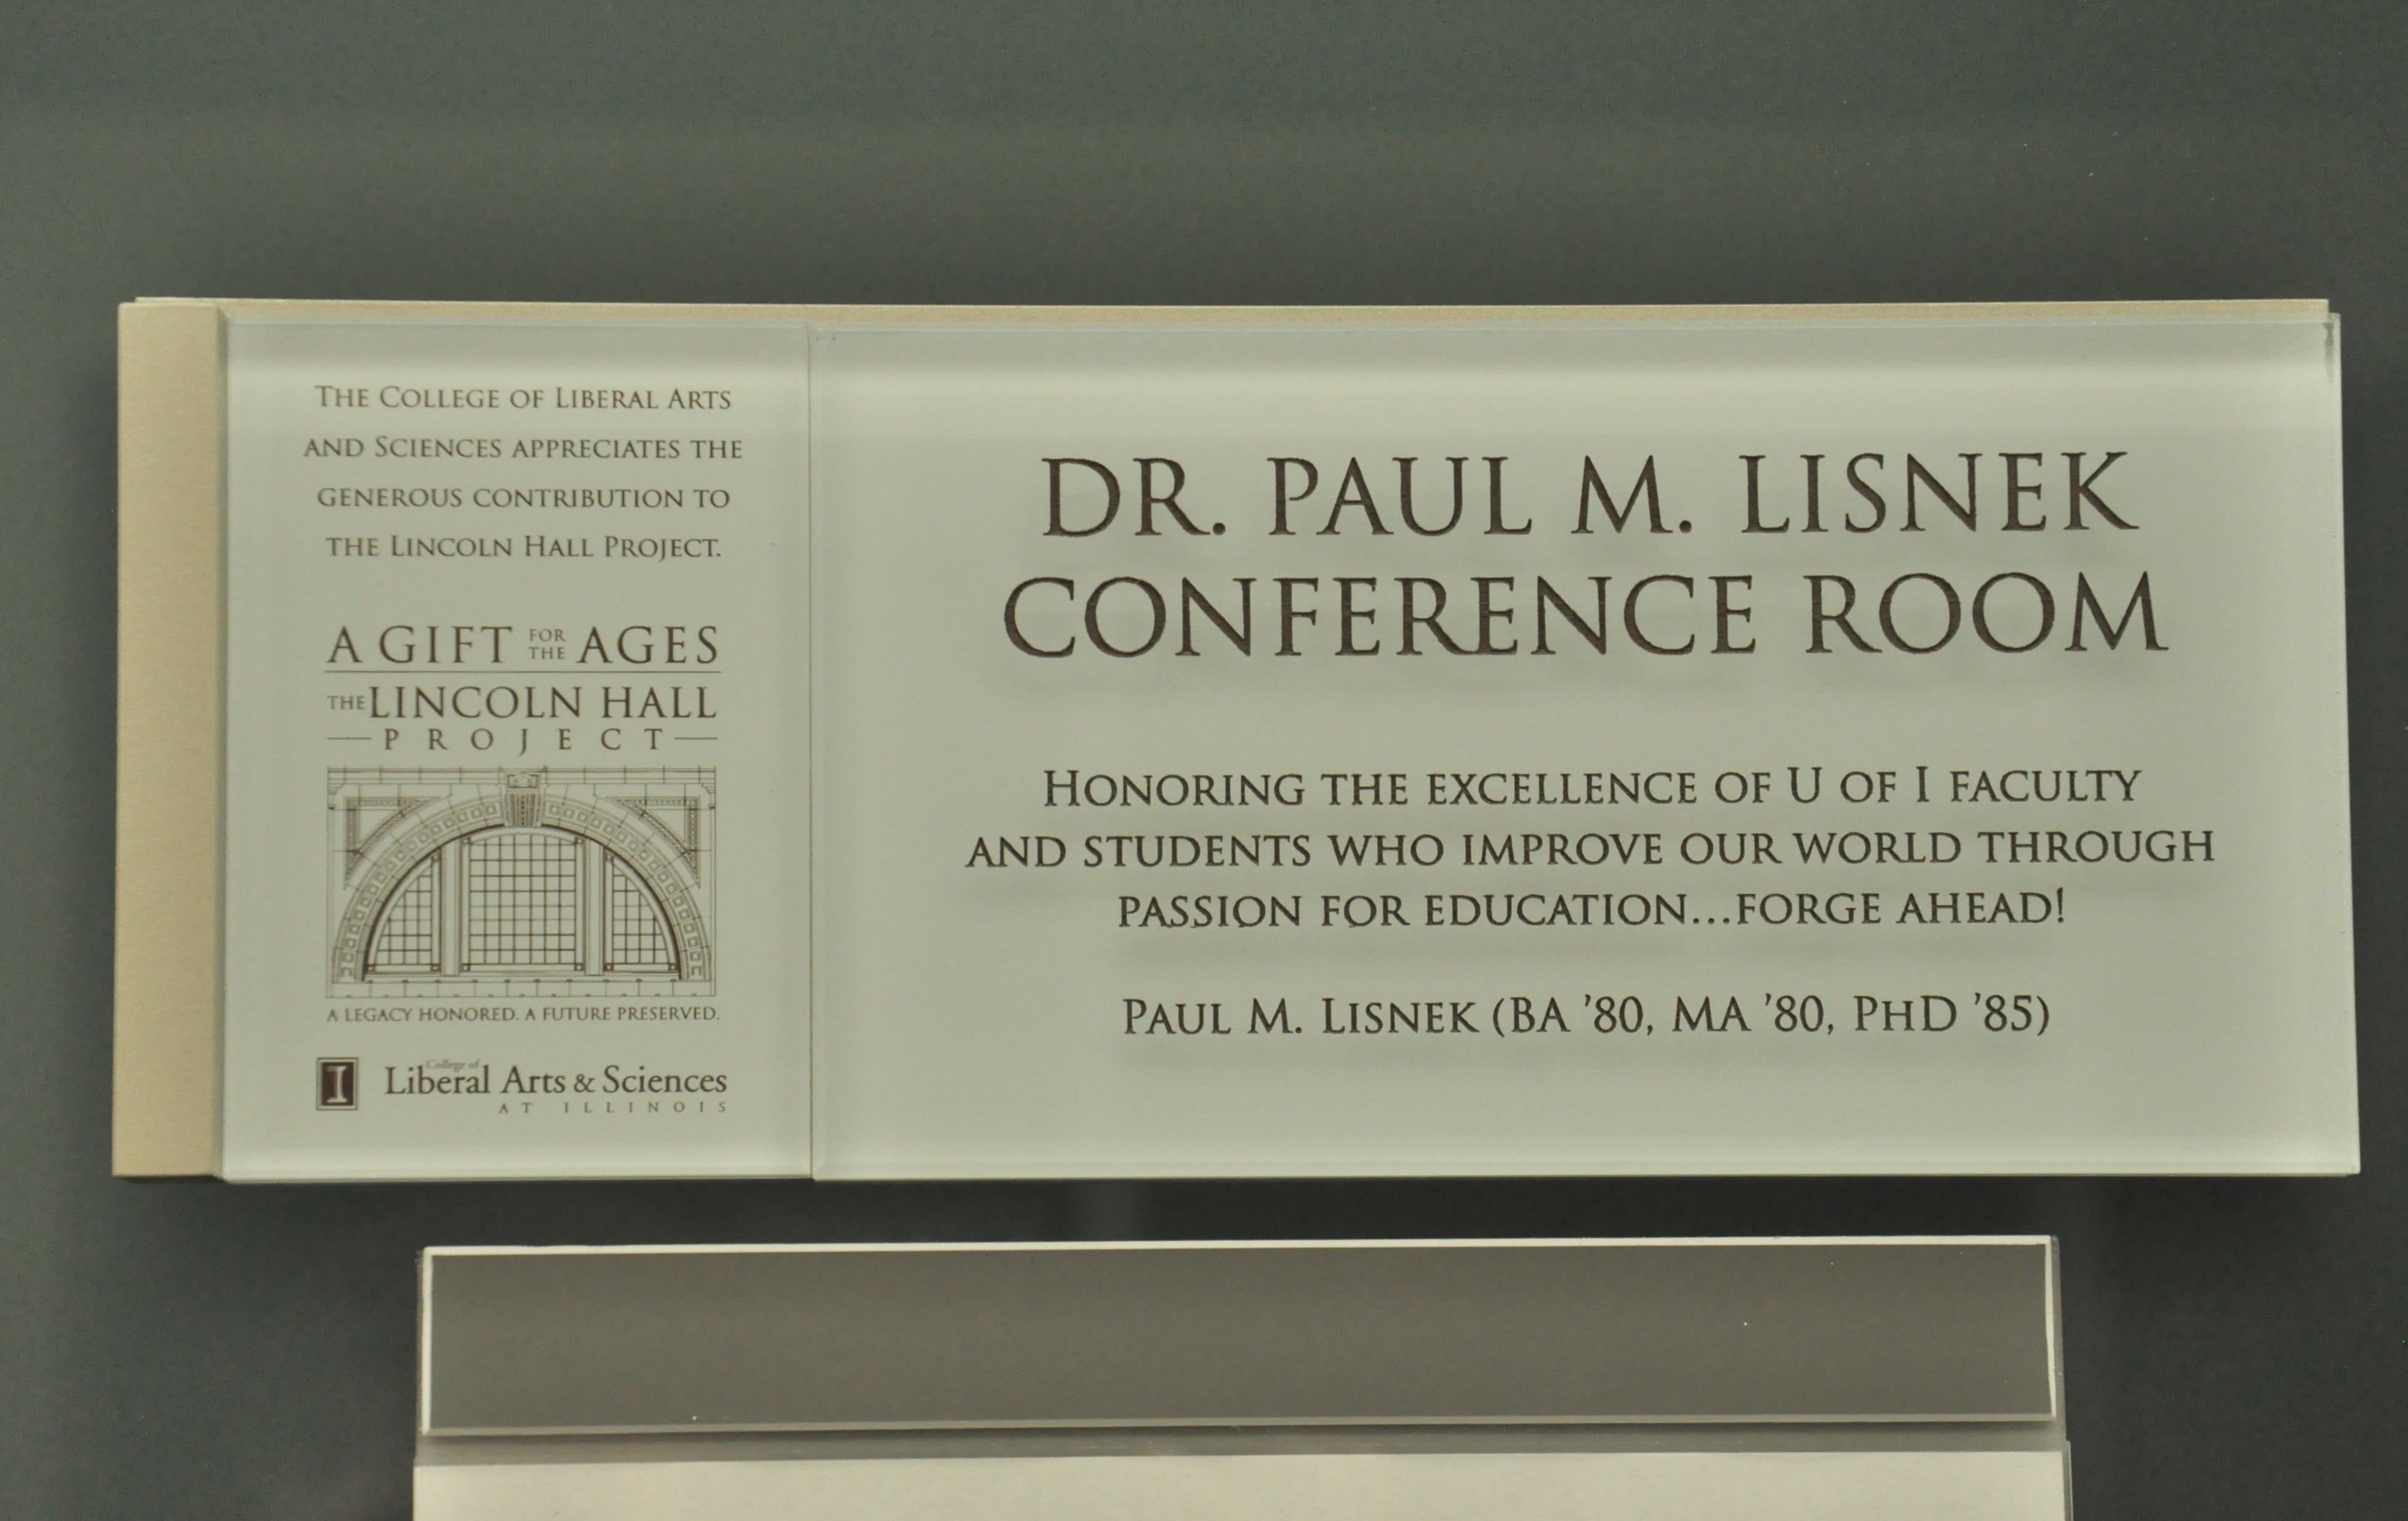 The College of Liberal Arts
and Sciences appreciates the
generous contribution to
the Lincoln Hall Project.
A GIFT FOR THE AGES
THE LINCOLN HALL
PROJECT
A LEGACY HONORED. A FUTURE PRESERVED.
I
College of
Liberal Arts & Sciences
AT ILLINOIS
DR. PAUL M. LISNEK
CONFERENCE ROOM
Honoring the excellence of U of I faculty
and students who improve our world through
passion for education...forge ahead!
Paul M. Lisnek (BA '80, MA '80, PhD '85)